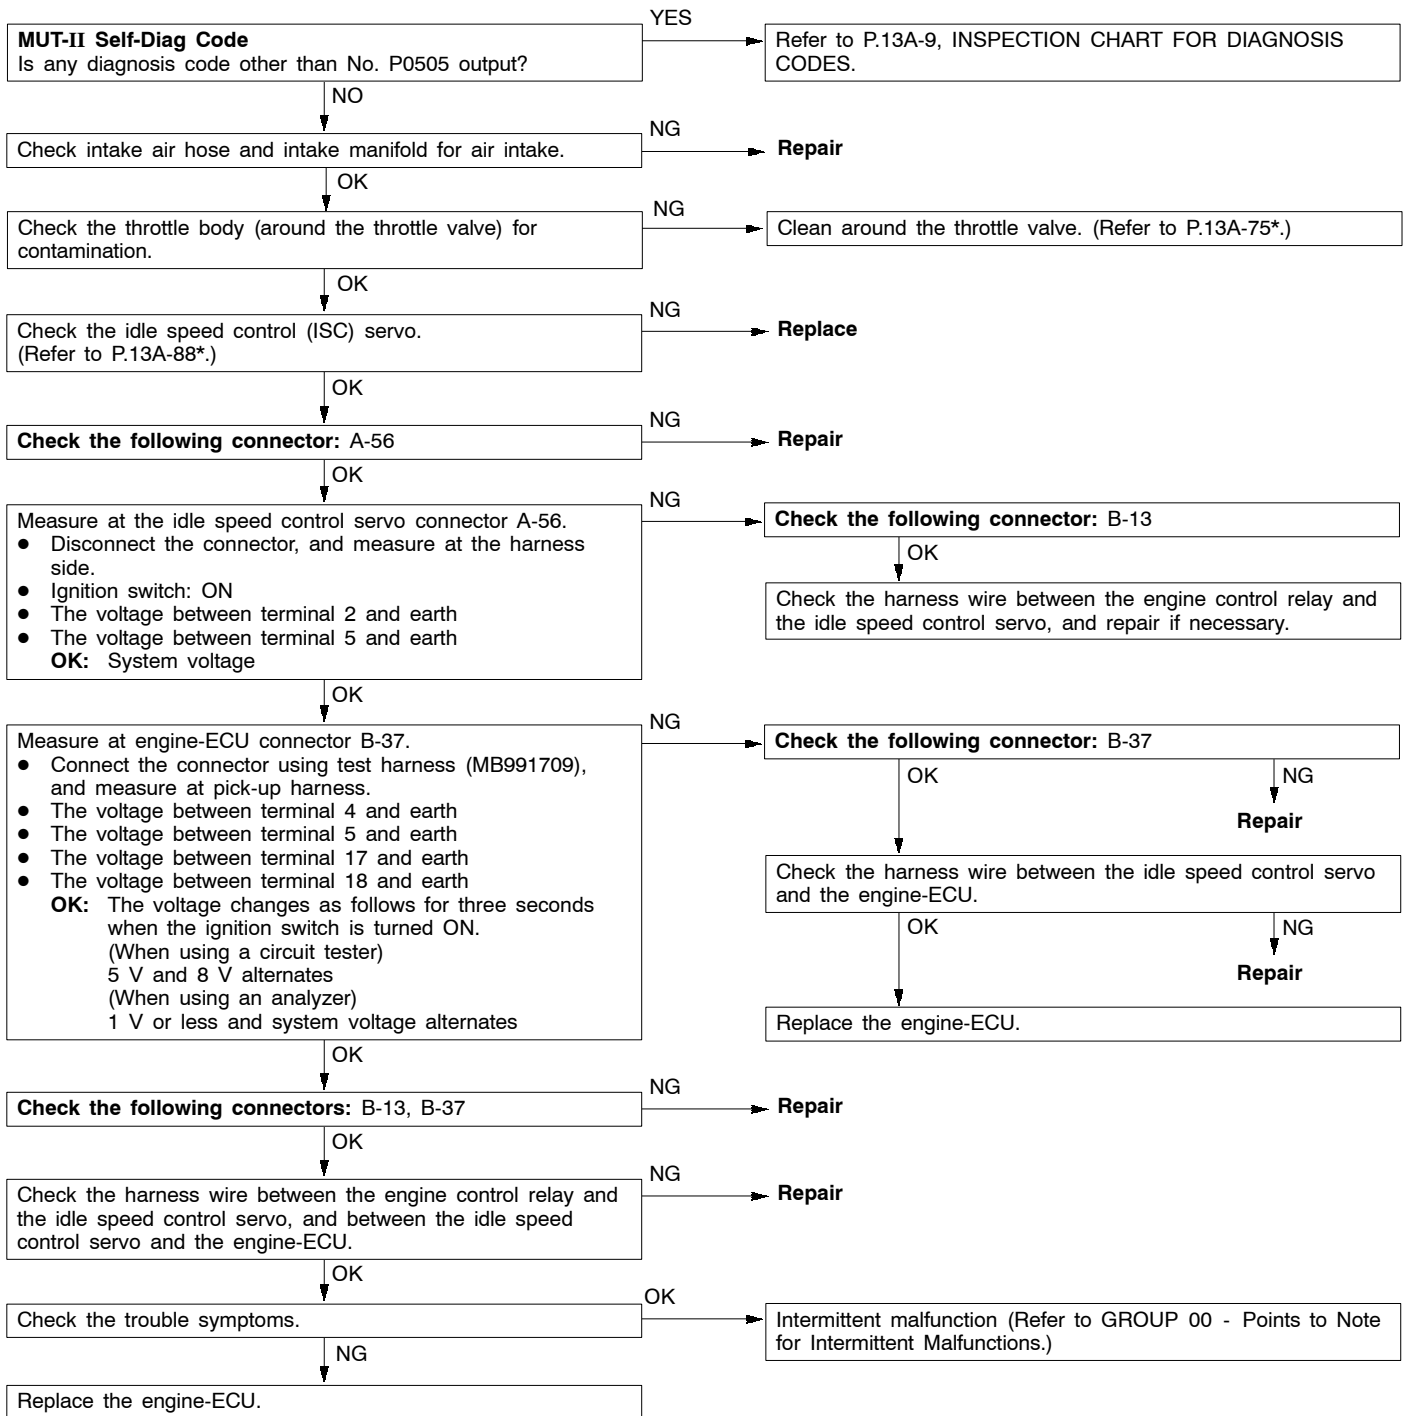 MUT-II Self-Diag Code
Is any diagnosis code other than No. P0505 output?
YES
Refer to P.13A-9, INSPECTION CHART FOR DIAGNOSIS
CODES.
NO
Check intake air hose and intake manifold for air intake.
NG
Repair
OK
Check the throttle body (around the throttle valve) for
contamination.
NG
Clean around the throttle valve. (Refer to P.13A-75*.)
OK
Check the idle speed control (ISC) servo.
(Refer to P.13A-88*.)
NG
Replace
OK
Check the following connector: A-56
NG
Repair
OK
Measure at the idle speed control servo connector A-56.
● Disconnect the connector, and measure at the harness
side.
● Ignition switch: ON
● The voltage between terminal 2 and earth
● The voltage between terminal 5 and earth
OK: System voltage
NG
Check the following connector: B-13
OK
Check the harness wire between the engine control relay and
the idle speed control servo, and repair if necessary.
OK
Measure at engine-ECU connector B-37.
● Connect the connector using test harness (MB991709),
and measure at pick-up harness.
● The voltage between terminal 4 and earth
● The voltage between terminal 5 and earth
● The voltage between terminal 17 and earth
● The voltage between terminal 18 and earth
OK: The voltage changes as follows for three seconds
when the ignition switch is turned ON.
(When using a circuit tester)
5 V and 8 V alternates
(When using an analyzer)
1 V or less and system voltage alternates
NG
Check the following connector: B-37
OK
NG
Repair
Check the harness wire between the idle speed control servo
and the engine-ECU.
OK
NG
Repair
Replace the engine-ECU.
OK
Check the following connectors: B-13, B-37
NG
Repair
OK
Check the harness wire between the engine control relay and
the idle speed control servo, and between the idle speed
control servo and the engine-ECU.
NG
Repair
OK
Check the trouble symptoms.
OK
Intermittent malfunction (Refer to GROUP 00 - Points to Note
for Intermittent Malfunctions.)
NG
Replace the engine-ECU.